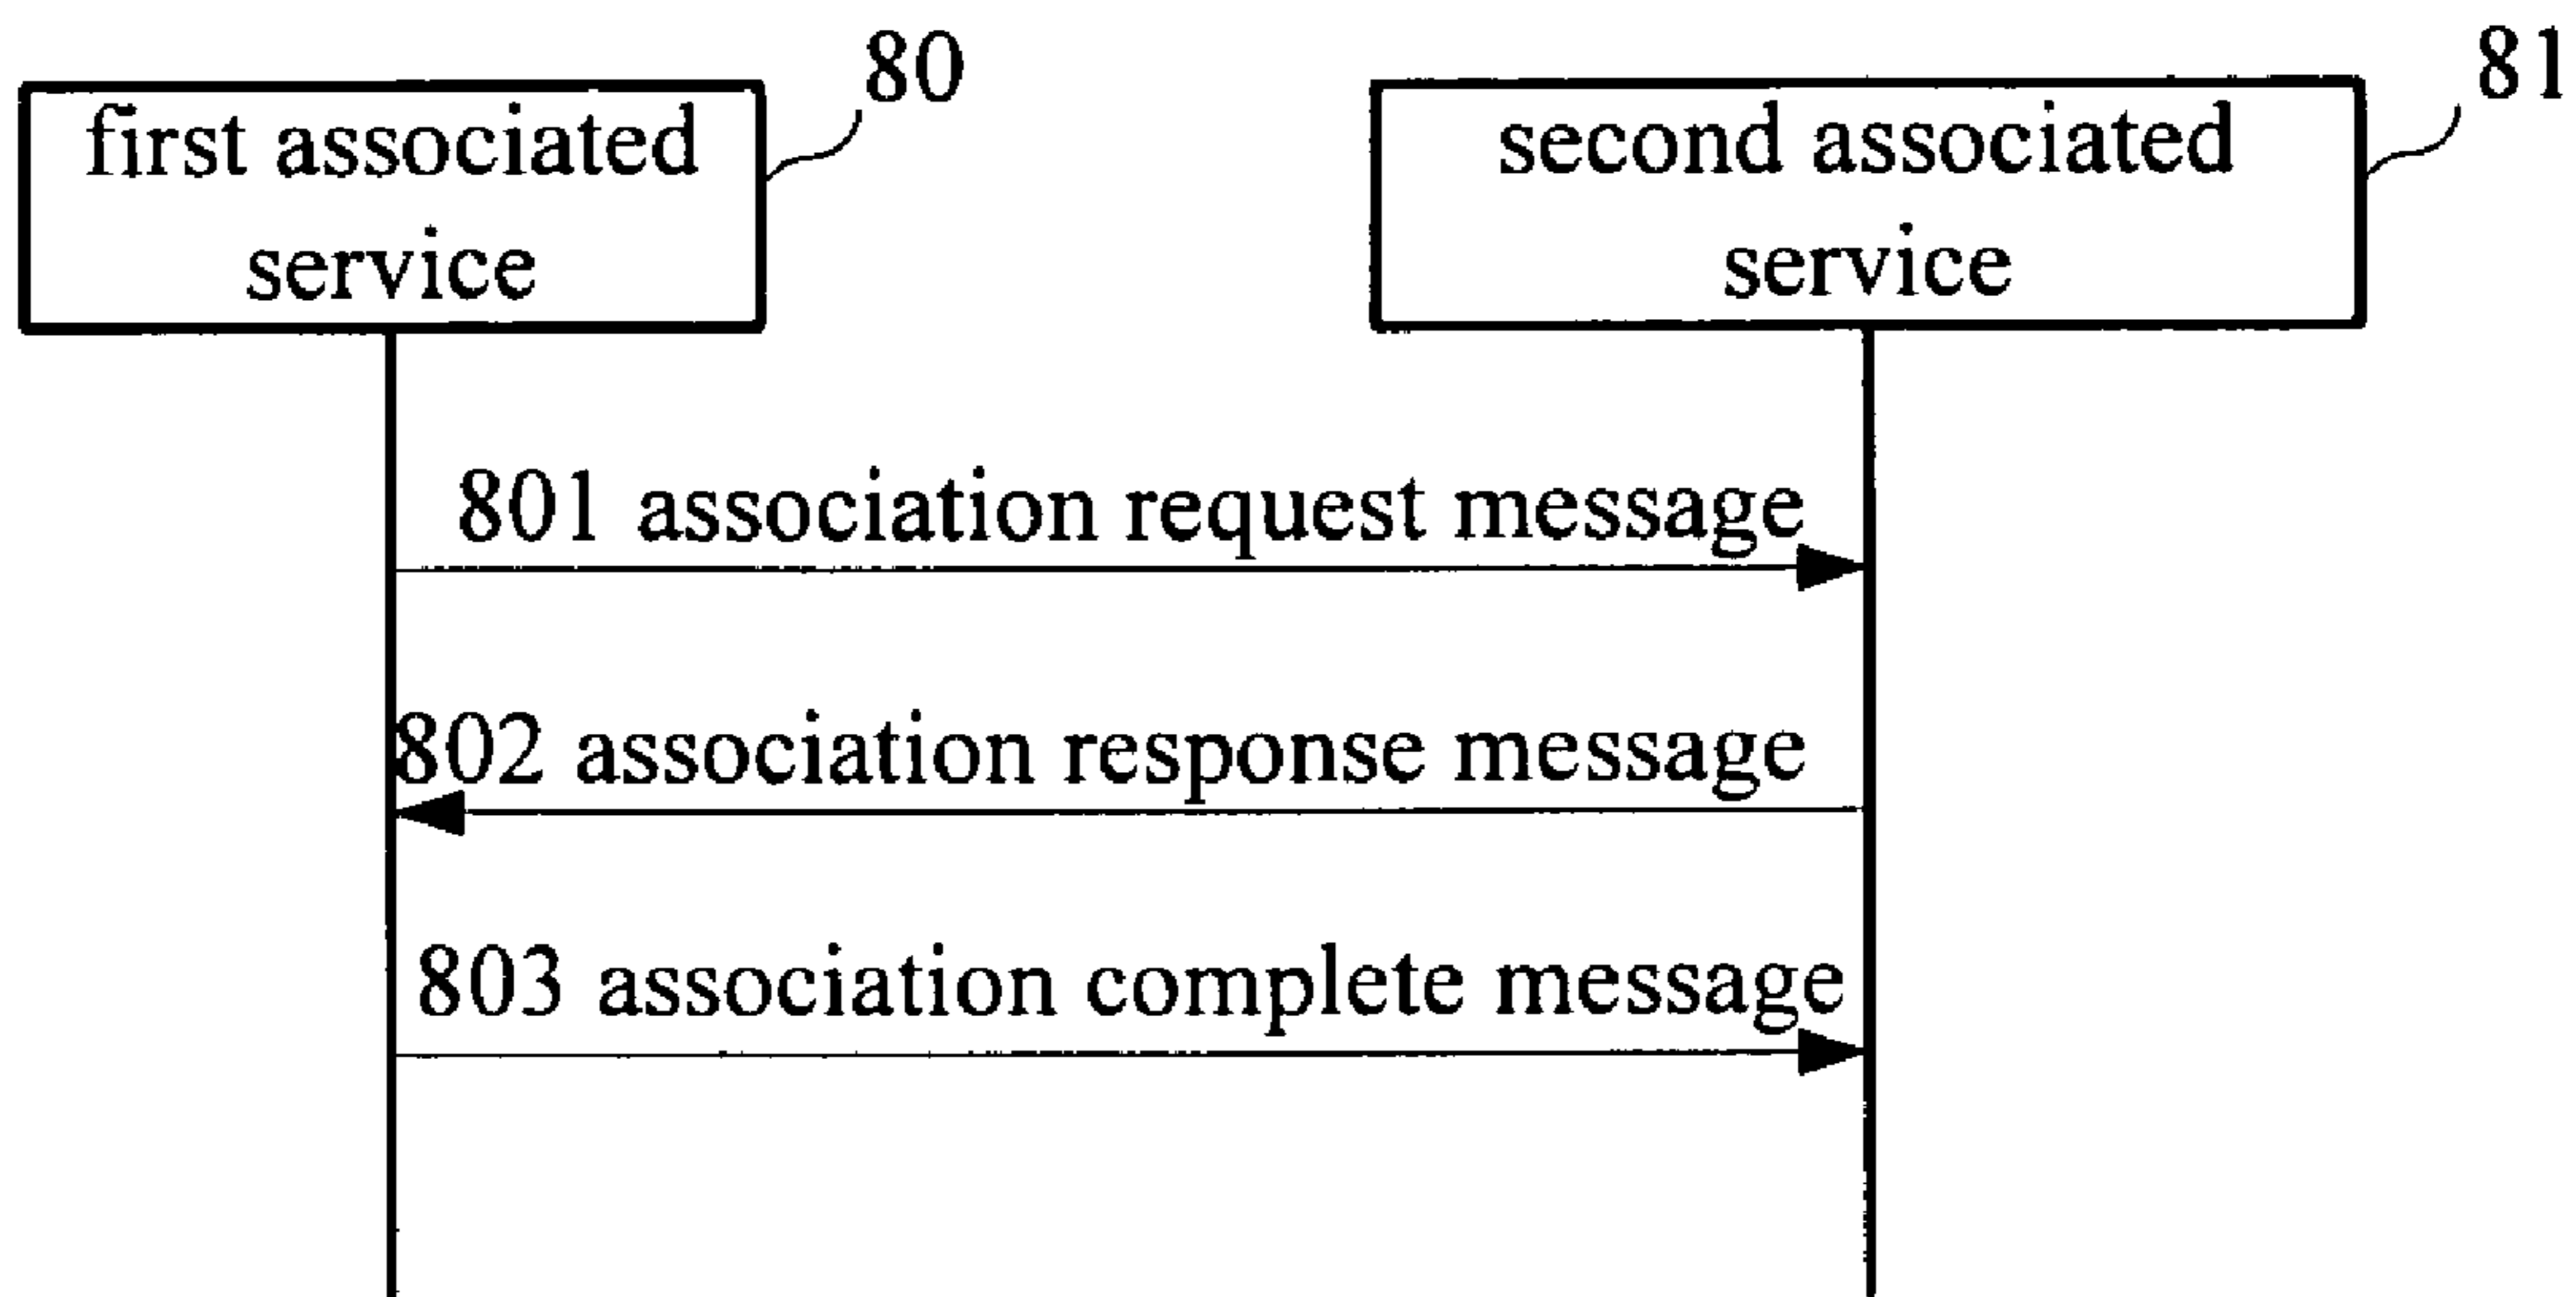 80
first associated
service
81
second associated
service
801 association request message
802 association response message
803 association complete message